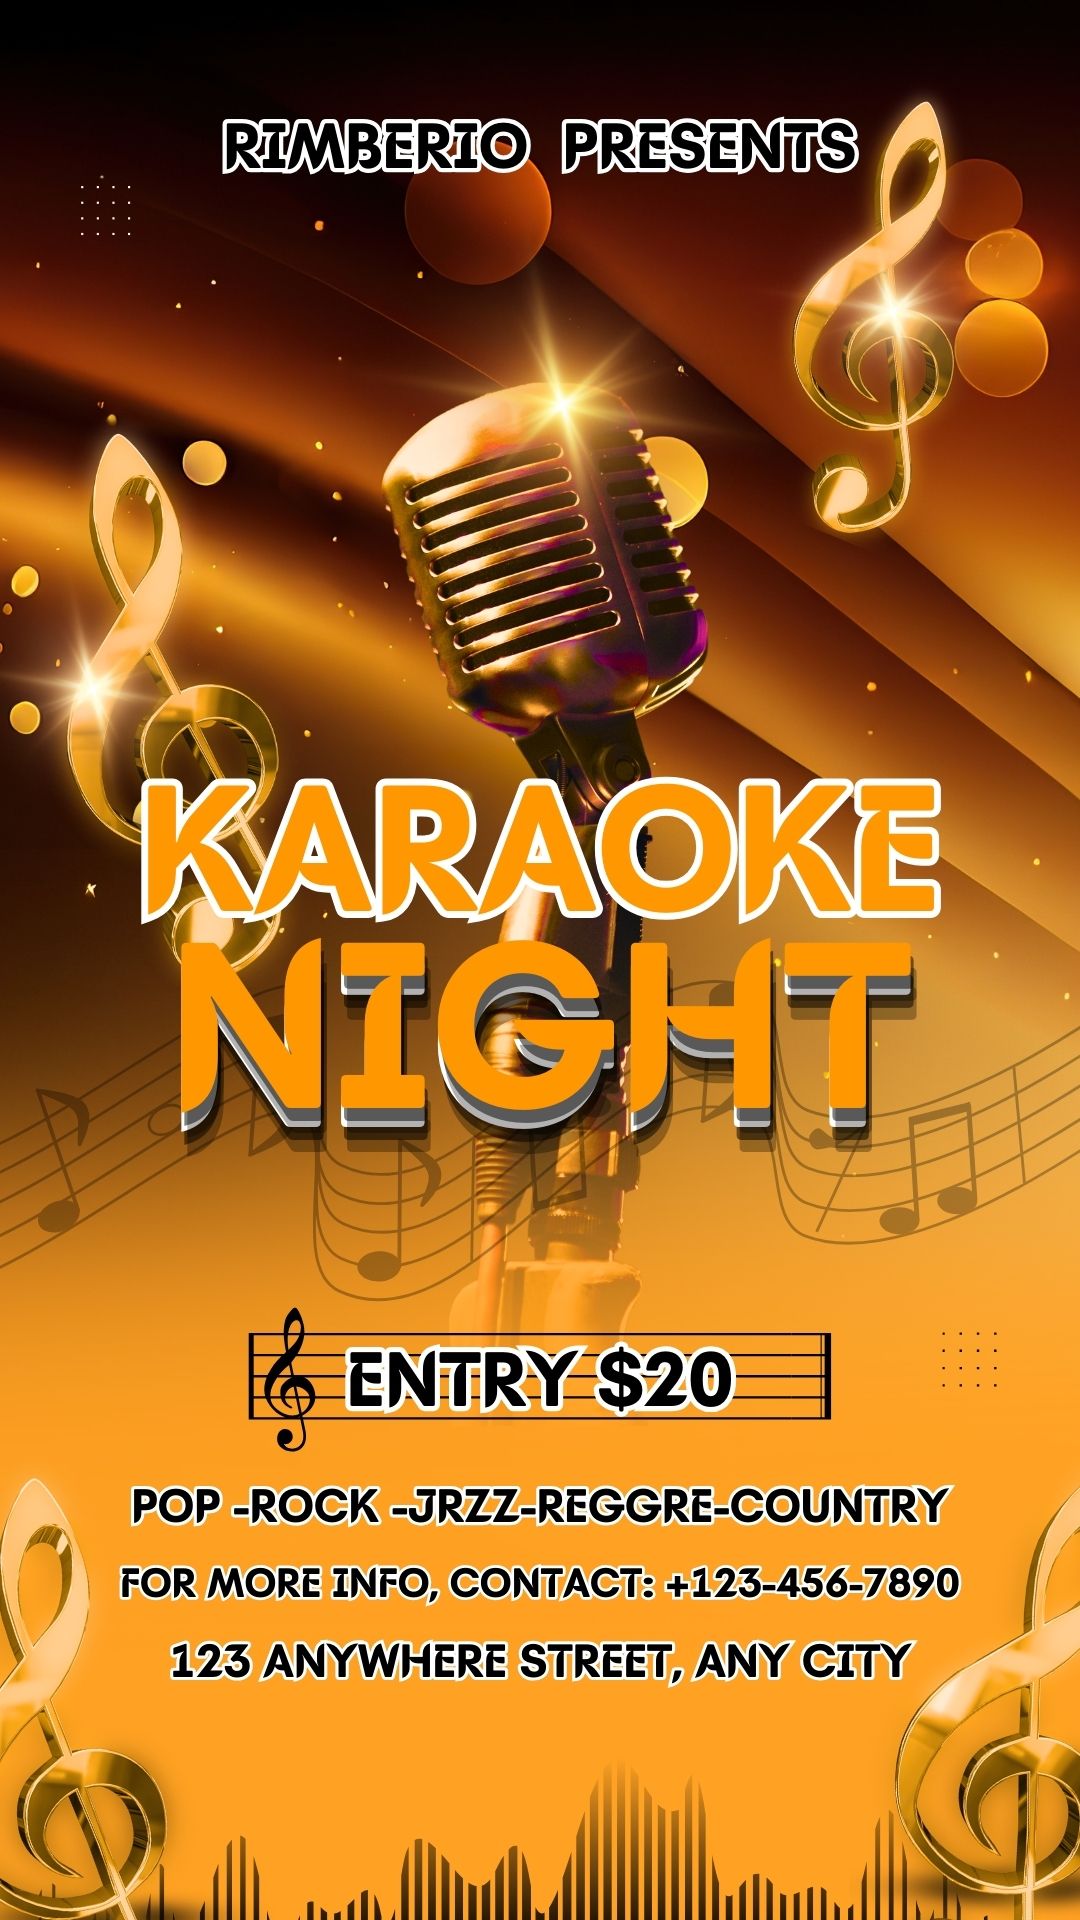 RIMBERIO PRESENTS
KARAOKE
NIGHT
ENTRY $20
POP -ROCK -JRZZ-REGGRE-COUNTRY
FOR MORE INFO, CONTACT: +123-456-7890
123 ANYWHERE STREET, ANY CITY